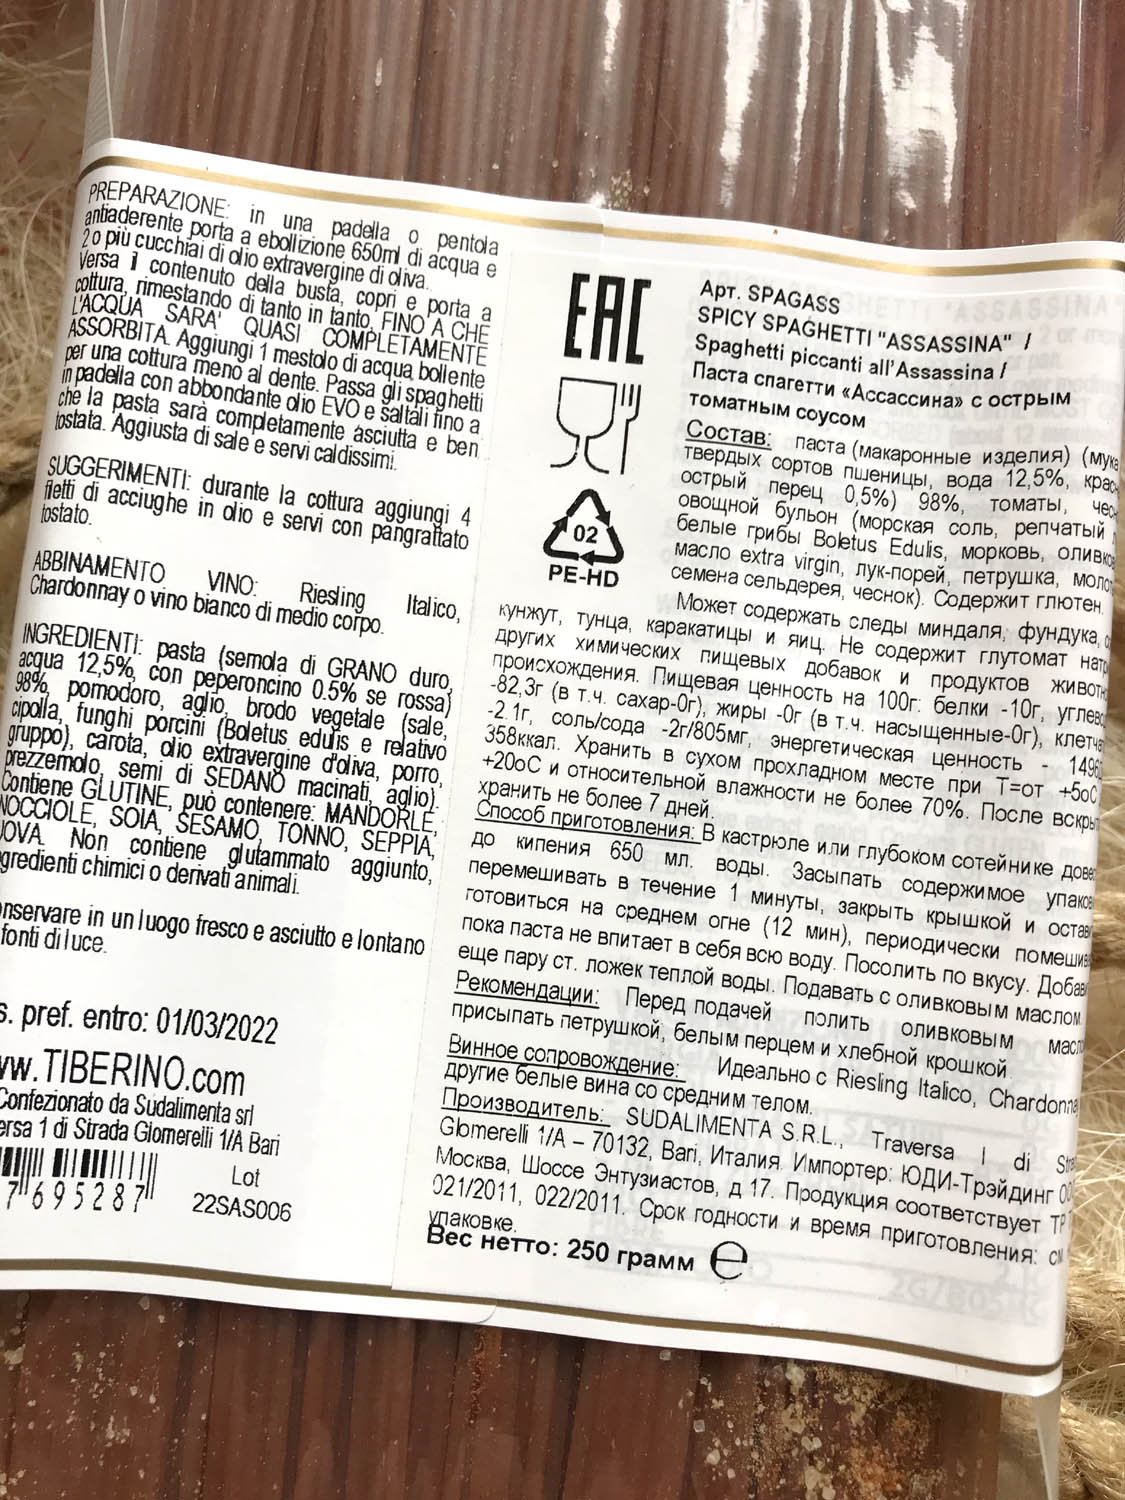 PREPARAZIONE: in una padella o pentola
antiaderente porta a ebollizione 650ml di acqua e
2 o più cucchiai di olio extravergine di oliva.
Versa il contenuto della busta, copri e porta a
cottura, rimestando di tanto in tanto, FINO A CHE
L'ACQUA SARA' QUASI COMPLETAMENTE
ASSORBITA. Aggiungi 1 mestolo di acqua bollente
per una cottura meno al dente. Passa gli spaghetti
in padella con abbondante olio EVO e saltali fino a
che la pasta sarà completamente asciutta e ben
tostata. Aggiusta di sale e servi caldissimi.
SUGGERIMENTI: durante la cottura aggiungi 4
filetti di acciughe in olio e servi con pangrattato
tostato.
ABBINAMENTO VINO: Riesling Italico,
Chardonnay o vino bianco di medio corpo.
INGREDIENTI: pasta (semola di GRANO duro,
acqua 12,5%, con peperoncino 0.5% se rossa)
98%, pomodoro, aglio, brodo vegetale (sale,
cipolla, funghi porcini (Boletus edulis e relativo
gruppo), carota, olio extravergine d'oliva, porro,
prezzemolo, semi di SEDANO macinati, aglio).
Contiene GLUTINE, può contenere: MANDORLE,
NOCCIOLE, SOIA, SESAMO, TONNO, SEPPIA,
UOVA. Non contiene glutammato aggiunto,
gredienti chimici o derivati animali.
nservare in un luogo fresco e asciutto e lontano
fonti di luce.
s. pref. entro: 01/03/2022
ww.TIBERINO.com
Confezionato da Sudalimenta srl
ersa 1 di Strada Glomerelli 1/A Bari
7 695287
Lot
22SAS006
EAC
02
PE-HD
Арт. SPAGASS
SPICY SPAGHETTI "ASSASSINA" /
Spaghetti piccanti all'Assassina /
Паста спагетти «Ассассина» с острым
томатным соусом
Состав: паста (макаронные изделия) (мука
твердых сортов пшеницы, вода 12,5%, крас
острый перец 0,5%) 98%, томаты, чес
овощной бульон (морская соль, репчатый л
белые грибы Boletus Edulis, морковь, оливко
масло extra virgin, лук-порей, петрушка, моло
семена сельдерея, чеснок). Содержит глютен.
Может содержать следы миндаля, фундука,
кунжут, тунца, каракатицы и яиц. Не содержит глутомат натр
других химических пищевых добавок и продуктов животн
происхождения. Пищевая ценность на 100г: белки -10г, углево
-82,3г (в т.ч. сахар-0г), жиры -0г (в т.ч. насыщенные-0г), клетча
-2.1г, соль/сода -2г/805мг, энергетическая ценность - 1496
358ккал. Хранить в сухом прохладном месте при Т=от +5оС
+20оС и относительной влажности не более 70%. После вскры
хранить не более 7 дней.
Способ приготовления: В кастрюле или глубоком сотейнике дове
до кипения 650 мл. воды. Засыпать содержимое упаков
перемешивать в течение 1 минуты, закрыть крышкой и остав
готовиться на среднем огне (12 мин), периодически помешив
пока паста не впитает в себя всю воду. Посолить по вкусу. Добав
еще пару ст. ложек теплой воды. Подавать с оливковым маслом.
Рекомендации: Перед подачей полить оливковым масл
присыпать петрушкой, белым перцем и хлебной крошкой.
Винное сопровождение: Идеально с Riesling Italico, Chardonna
другие белые вина со средним телом.
Производитель: SUDALIMENTA S.R.L., Traversa I di Stra
Glomerelli 1/A – 70132, Bari, Италия. Импортер: ЮДИ-Трэйдинг ОО
Москва, Шоссе Энтузиастов, д 17. Продукция соответствует ТР Т
021/2011, 022/2011. Срок годности и время приготовления: см
упаковке.
Вес нетто: 250 грамм ℮